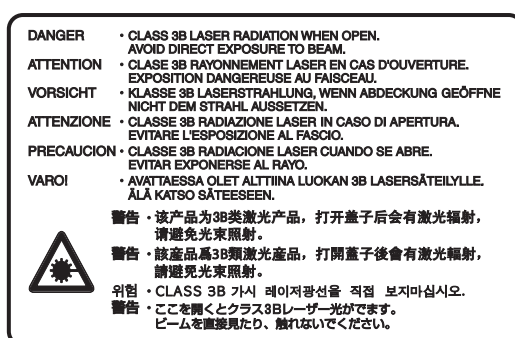 DANGER · CLASS 3B LASER RADIATION WHEN OPEN.
AVOID DIRECT EXPOSURE TO BEAM.
ATTENTION · CLASE 3B RAYONNEMENT LASER EN CAS D'OUVERTURE.
EXPOSITION DANGEREUSE AU FAISCEAU.
VORSICHT · KLASSE 3B LASERSTRAHLUNG, WENN ABDECKUNG GEÖFFNE
NICHT DEM STRAHL AUSSETZEN.
ATTENZIONE · CLASSE 3B RADIAZIONE LASER IN CASO DI APERTURA.
EVITARE L'ESPOSIZIONE AL FASCIO.
PRECAUCION · CLASSE 3B RADIACIONE LASER CUANDO SE ABRE.
EVITAR EXPONERSE AL RAYO.
VARO! · AVATTAESSA OLET ALTTIINA LUOKAN 3B LASERSÄTEILYLLE.
ÄLÄ KATSO SÄTEESEEN.
警告 · 该产品为3B类激光产品，打开盖子后会有激光辐射，
请避免光束照射。
警告 · 該産品爲3B類激光産品，打開蓋子後會有激光輻射，
請避免光束照射。
위험 · CLASS 3B 가시 레이저광선을 직접 보지마십시오.
警告 · ここを開くとクラス3Bレーザー光がでます。
ビームを直接見たり、触れないでください。